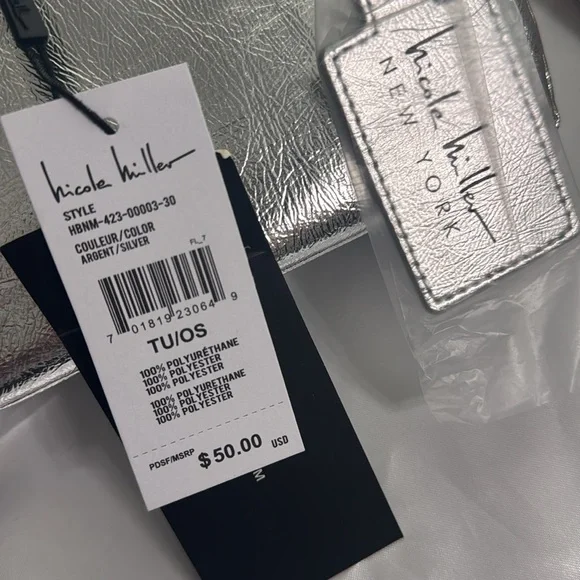 nicole miller
STYLE
HBNM-423-00003-30
COULEUR/COLOR
ARGENT/SILVER
FL_7
7 01819 23064 9
TU/OS
100% POLYURÉTHANE
100% POLYESTER
100% POLYESTER
100% POLYURETHANE
100% POLYESTER
100% POLYESTER
PDSF/MSRP $50.00 USD
nicole miller
NEW YORK
M